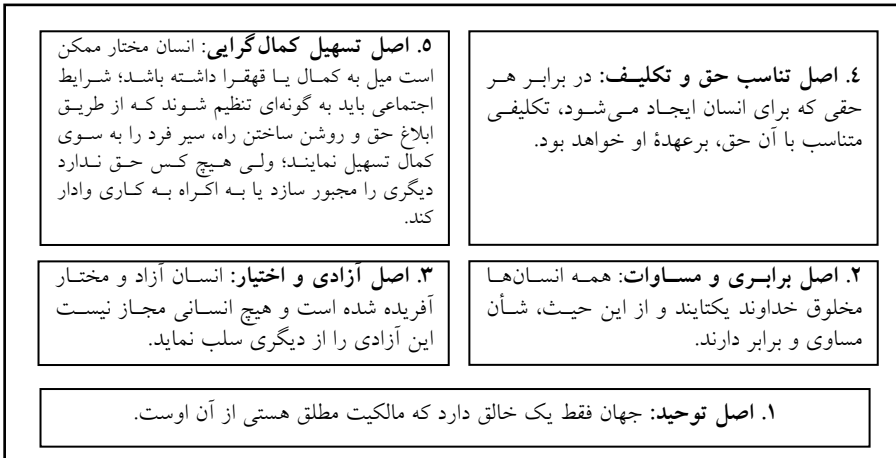 ٥. اصل تسهیل کمال‌گرایی: انسان مختار ممکن
است میل به کمال یا قهقرا داشته باشد؛ شرایط
اجتماعی باید به گونه‌ای تنظیم شوند که از طریق
ابلاغ حق و روشن ساختن راه، سیر فرد را به سوی
کمال تسهیل نمایند؛ ولی هیچ کس حق ندارد
دیگری را مجبور سازد یا به اکراه به کاری وادار
کند.
٤. اصل تناسب حق و تکلیف: در برابر هر
حقی که برای انسان ایجاد می‌شود، تکلیفی
متناسب با آن حق، برعهدۀ او خواهد بود.
٣. اصل آزادی و اختیار: انسان آزاد و مختار
آفریده شده است و هیچ انسانی مجاز نیست
این آزادی را از دیگری سلب نماید.
٢. اصل برابری و مساوات: همه انسان‌ها
مخلوق خداوند یکتایند و از این حیث، شأن
مساوی و برابر دارند.
١. اصل توحید: جهان فقط یک خالق دارد که مالکیت مطلق هستی از آن اوست.